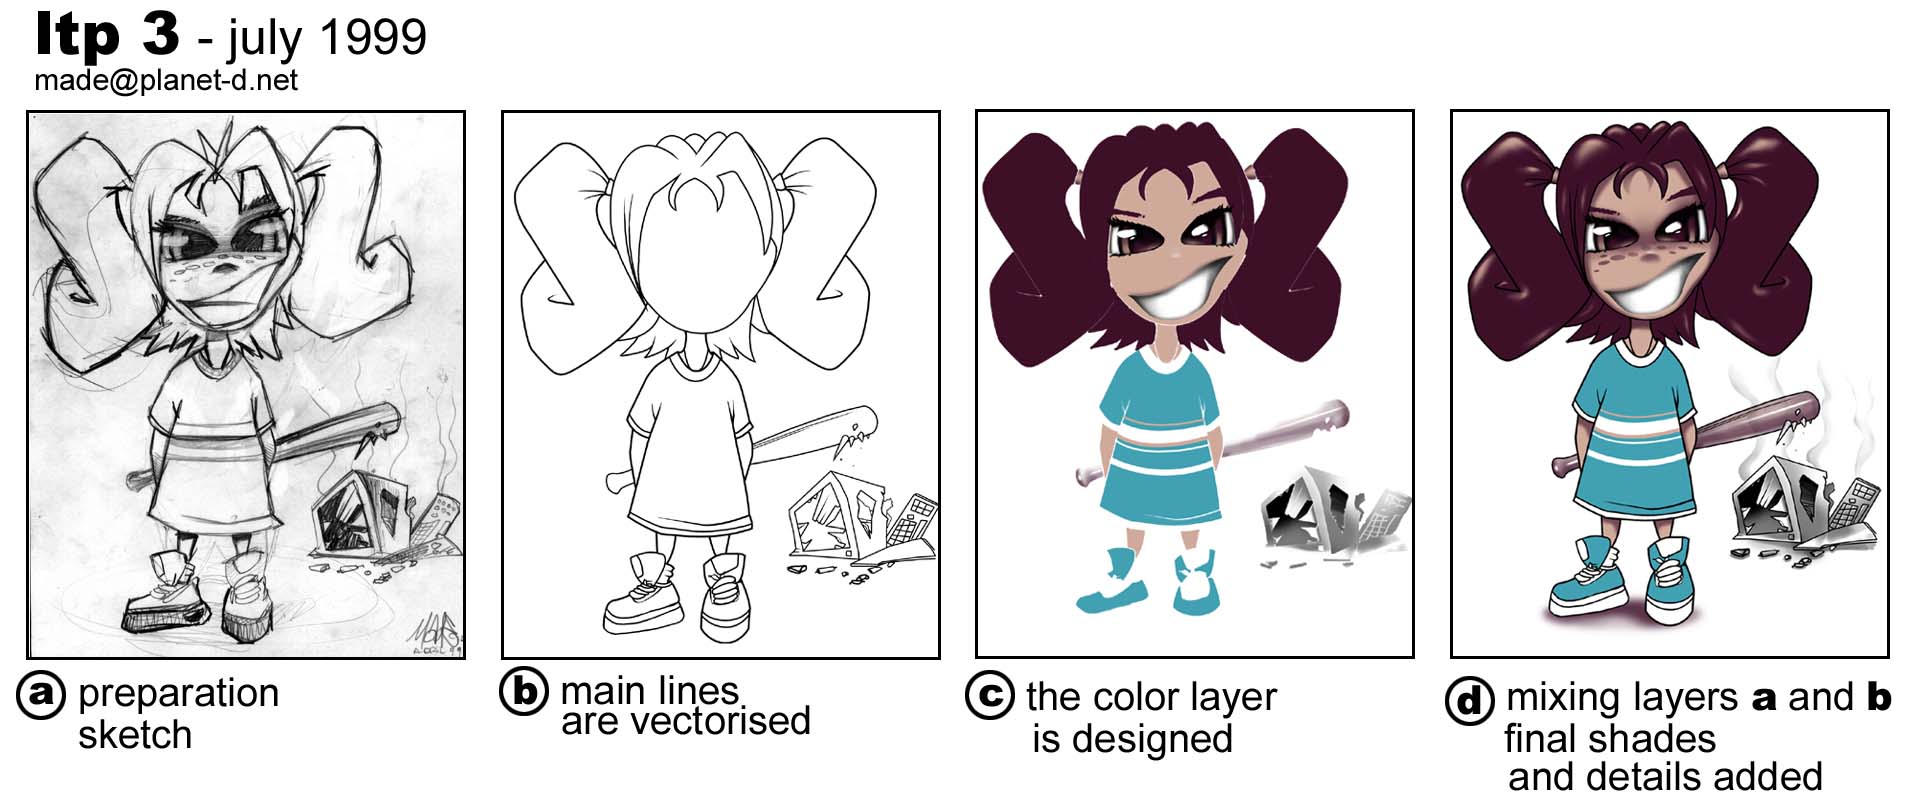 ltp 3 - july 1999
made@planet-d.net
a preparation
sketch
b main lines
are vectorised
c the color layer
is designed
d mixing layers a and b
final shades
and details added